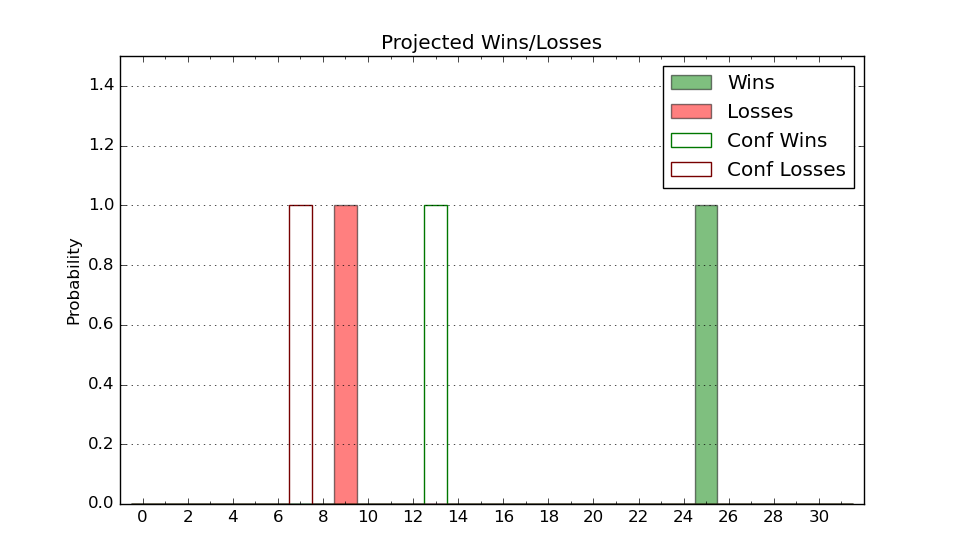 Projected Wins/Losses
1.4
1.2
1.0
0.8
0.6
0.4
0.2
0.0
Probability
Wins
Losses
Conf Wins
Conf Losses
0 2 4 6 8 10 12 14 16 18 20 22 24 26 28 30